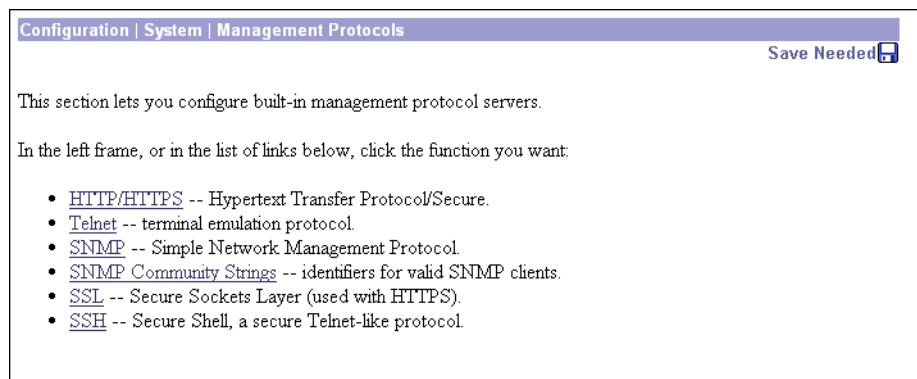 Configuration | System | Management Protocols
Save Needed
This section lets you configure built-in management protocol servers.
In the left frame, or in the list of links below, click the function you want:
• HTTP/HTTPS -- Hypertext Transfer Protocol/Secure.
• Telnet -- terminal emulation protocol.
• SNMP -- Simple Network Management Protocol.
• SNMP Community Strings -- identifiers for valid SNMP clients.
• SSL -- Secure Sockets Layer (used with HTTPS).
• SSH -- Secure Shell, a secure Telnet-like protocol.